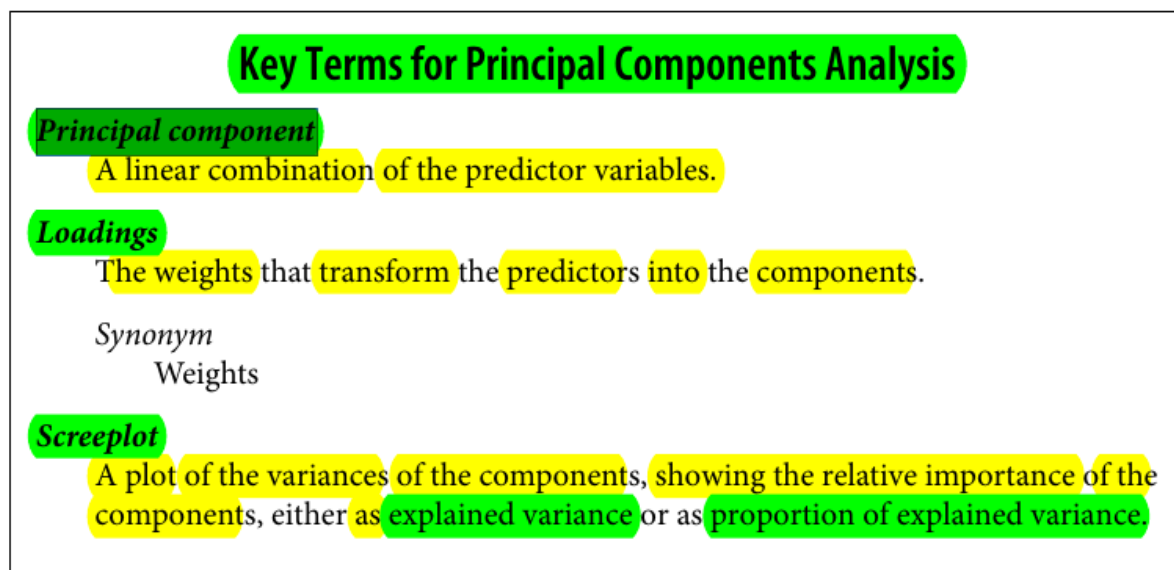 Key Terms for Principal Components Analysis
Principal component
A linear combination of the predictor variables.
Loadings
The weights that transform the predictors into the components.
Synonym
Weights
Screeplot
A plot of the variances of the components, showing the relative importance of the
components, either as explained variance or as proportion of explained variance.